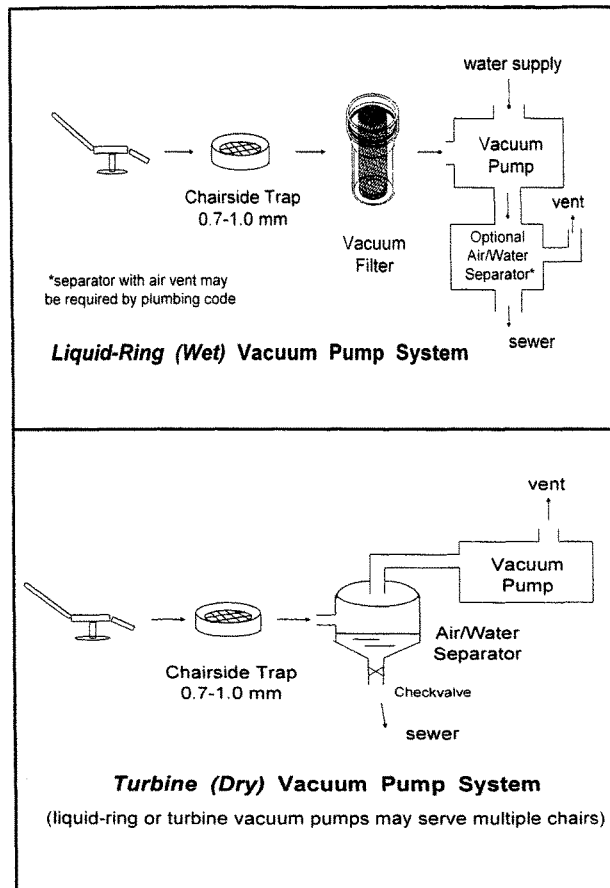 water supply
Vacuum
Pump
vent
Chairside Trap
0.7-1.0 mm
Vacuum
Filter
Optional
Air/Water
Separator*
*separator with air vent may
be required by plumbing code
sewer
Liquid-Ring (Wet) Vacuum Pump System
vent
Vacuum
Pump
Air/Water
Separator
Chairside Trap
0.7-1.0 mm
Checkvalve
sewer
Turbine (Dry) Vacuum Pump System
(liquid-ring or turbine vacuum pumps may serve multiple chairs)